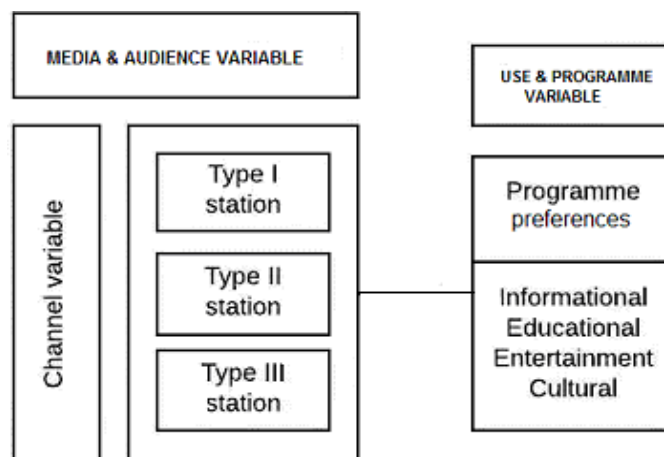 MEDIA & AUDIENCE VARIABLE
USE & PROGRAMME
VARIABLE
Channel variable
Type I
station
Type II
station
Type III
station
Programme
preferences
Informational
Educational
Entertainment
Cultural